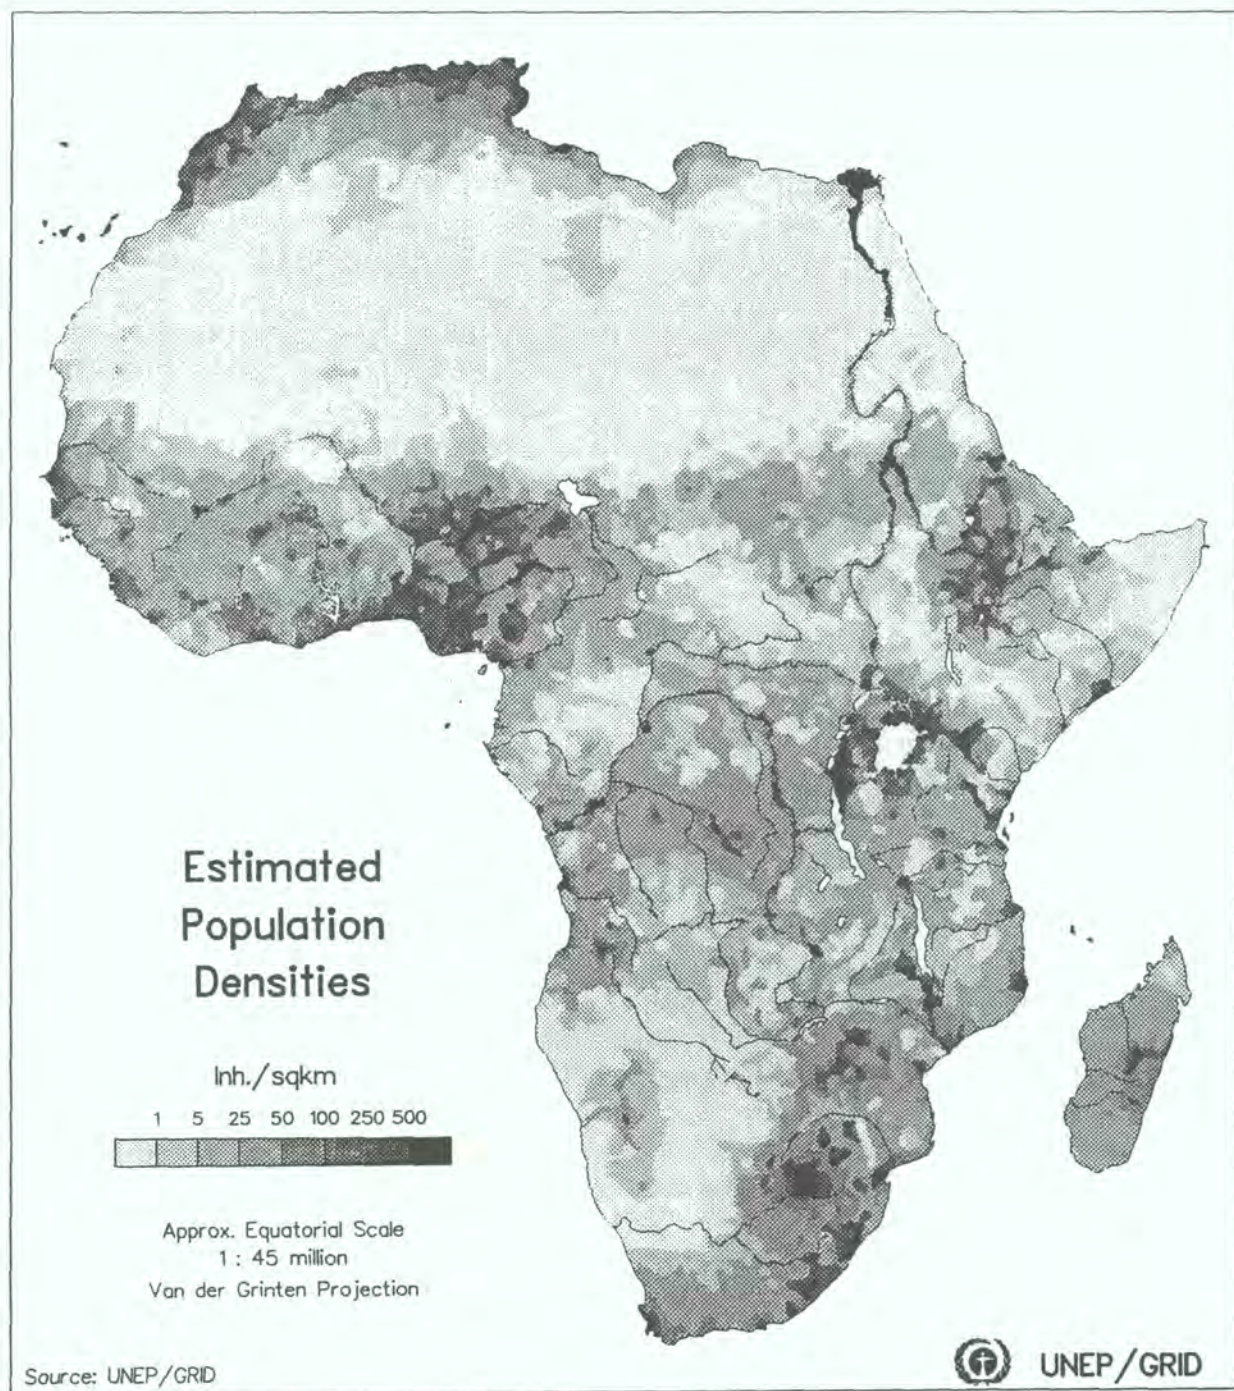 Estimated
Population
Densities
Inh./sqkm
1 5 25 50 100 250 500
Approx. Equatorial Scale
1 : 45 million
Van der Grinten Projection
Source: UNEP/GRID
UNEP/GRID